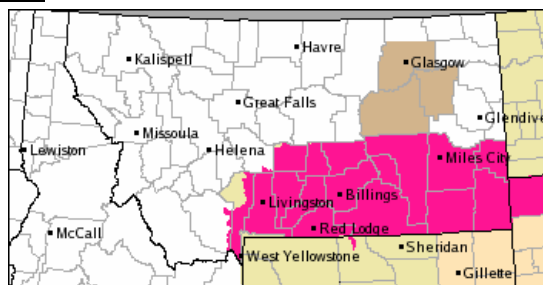 Havre
Kalispell
Glasgow
Great Falls
Glendive
Missoula
Lewiston
Helena
Miles City
Billings
Livingston
Red Lodge
McCall
Sheridan
West Yellowstone
Gillette